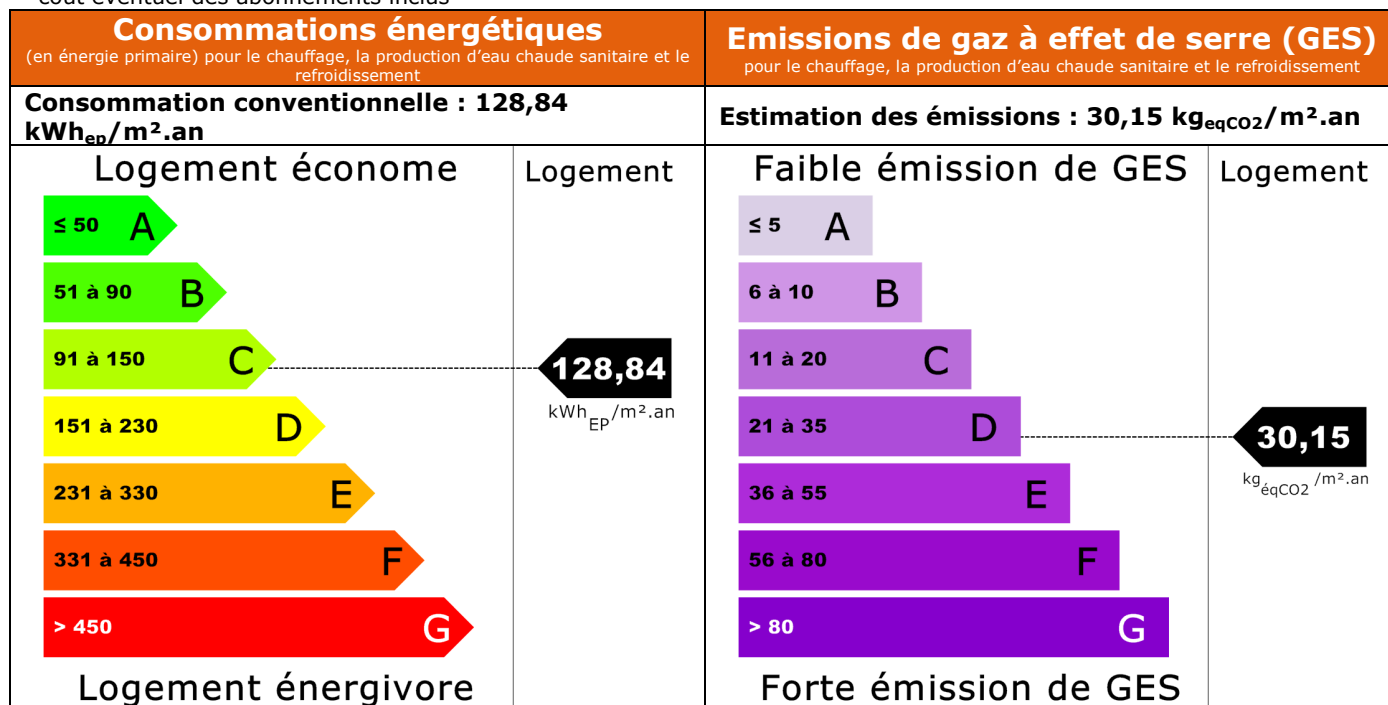 coût éventuel des abonnements inclus
Consommations énergétiques
(en énergie primaire) pour le chauffage, la production d'eau chaude sanitaire et le
refroidissement
Emissions de gaz à effet de serre (GES)
pour le chauffage, la production d'eau chaude sanitaire et le refroidissement
Consommation conventionnelle : 128,84
kWhep/m².an
Estimation des émissions : 30,15 kgeqCO2/m².an
Logement économe
Logement
≤ 50 A
51 à 90 B
91 à 150 C
128,84
kWhEP/m².an
151 à 230 D
231 à 330 E
331 à 450 F
> 450 G
Logement énergivore
Faible émission de GES
Logement
≤ 5 A
6 à 10 B
11 à 20 C
21 à 35 D
30,15
kgéqCO2/m².an
36 à 55 E
56 à 80 F
> 80 G
Forte émission de GES